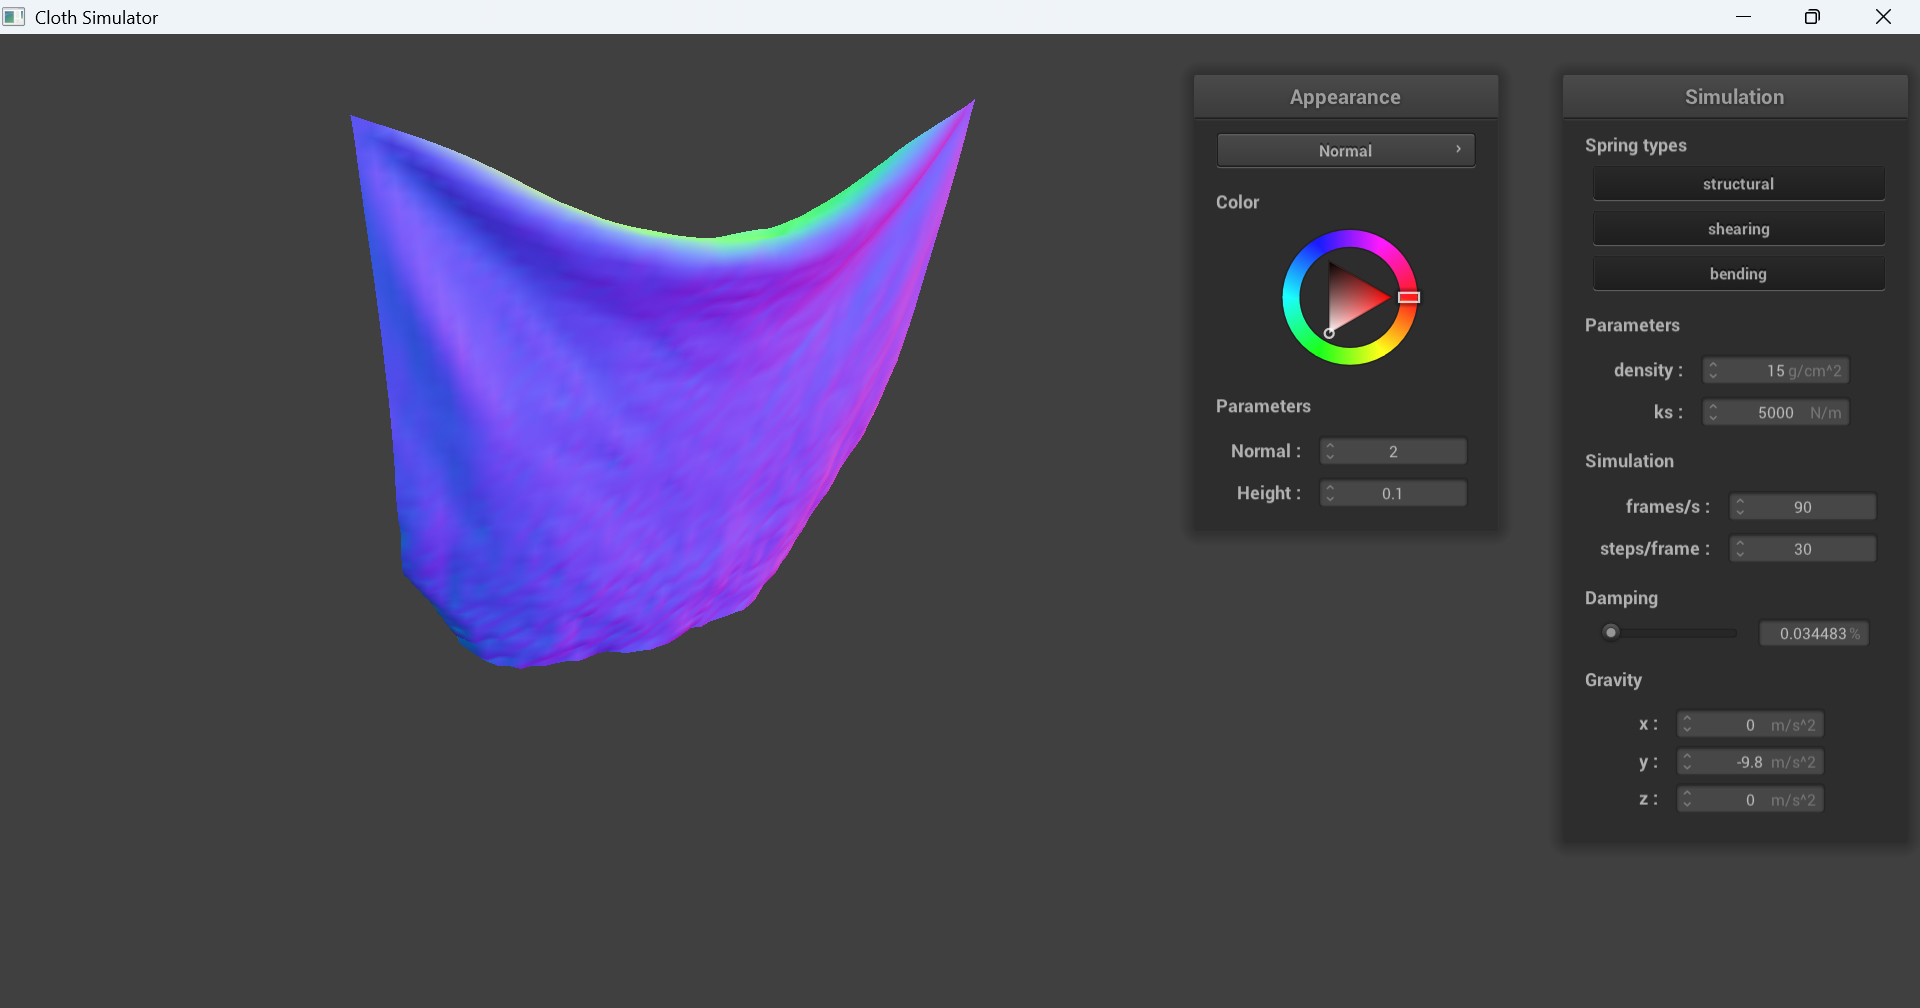 Cloth Simulator
Appearance
Normal
Color
Parameters
Normal : 2
Height : 0.1
Simulation
Spring types
structural
shearing
bending
Parameters
density : 15 g/cm^2
ks : 5000 N/m
Simulation
frames/s : 90
steps/frame : 30
Damping
0.034483 %
Gravity
x : 0 m/s^2
y : -9.8 m/s^2
z : 0 m/s^2